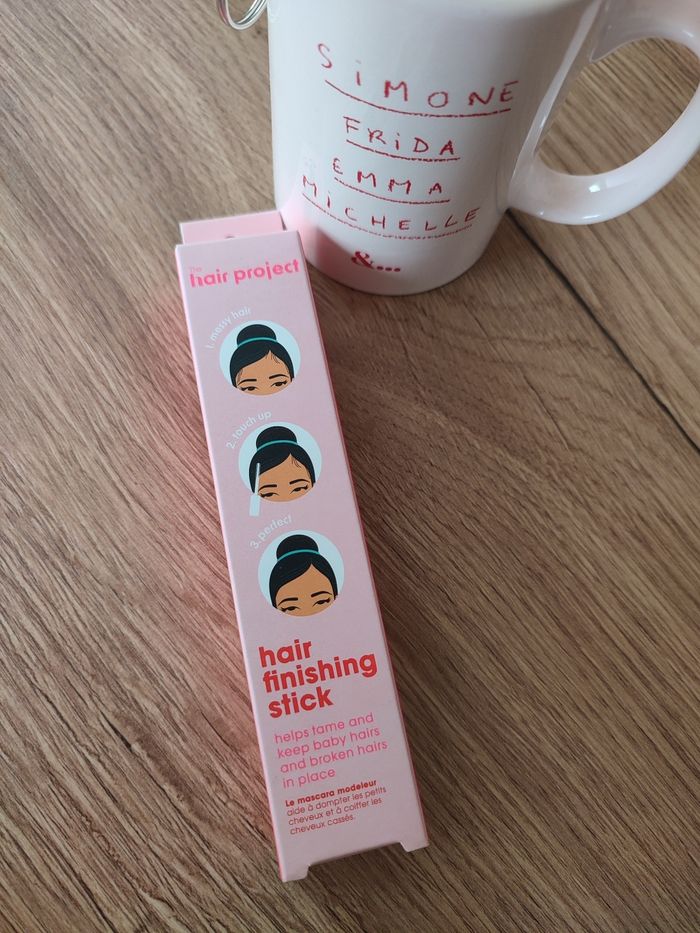 SiMONE
FRiDA
EMMA
MiCHELLE
&...
The
hair project
1. messy hair
2. touch up
3. perfect
hair
finishing
stick
helps tame and
keep baby hairs
and broken hairs
in place
Le mascara modeleur
aide à dompter les petits
cheveux et à coiffer les
cheveux cassés.